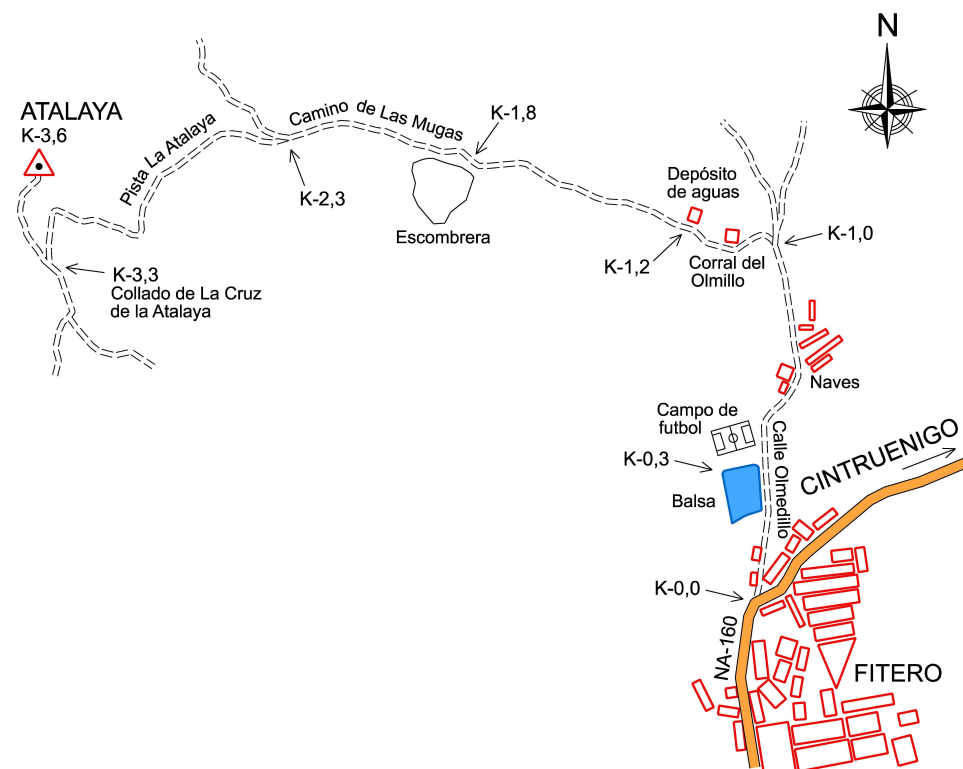 N
ATALAYA
K-3,6
Pista La Atalaya
Camino de Las Mugas
K-1,8
K-2,3
Escombrera
Depósito
de aguas
K-1,2
Corral del
Olmillo
K-1,0
K-3,3
Collado de La Cruz
de la Atalaya
Naves
Campo de
futbol
Calle Olmedillo
K-0,3
Balsa
CINTRUENIGO
K-0,0
NA-160
FITERO